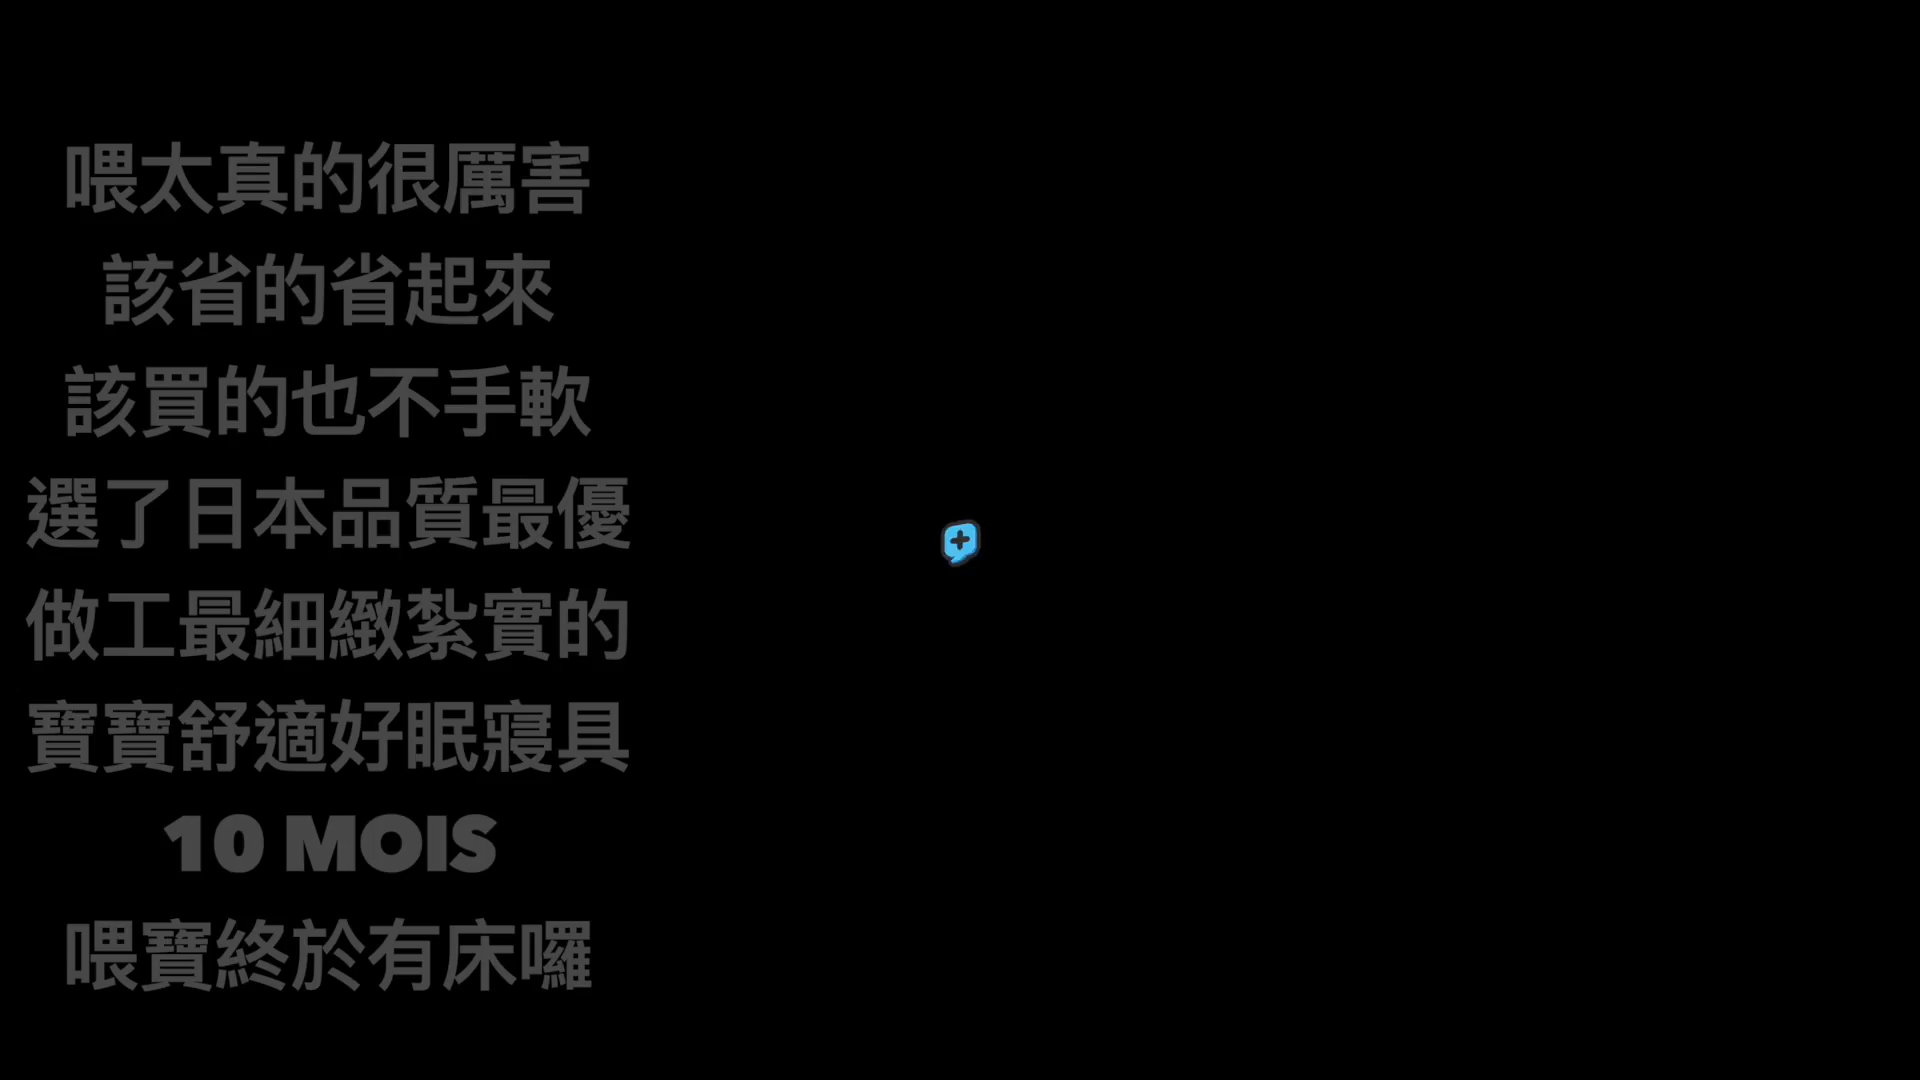 喂太真的很厲害
該省的省起來
該買的也不手軟
選了日本品質最優
做工最細緻紮實的
寶寶舒適好眠寢具
10 MOIS
喂寶終於有床囉